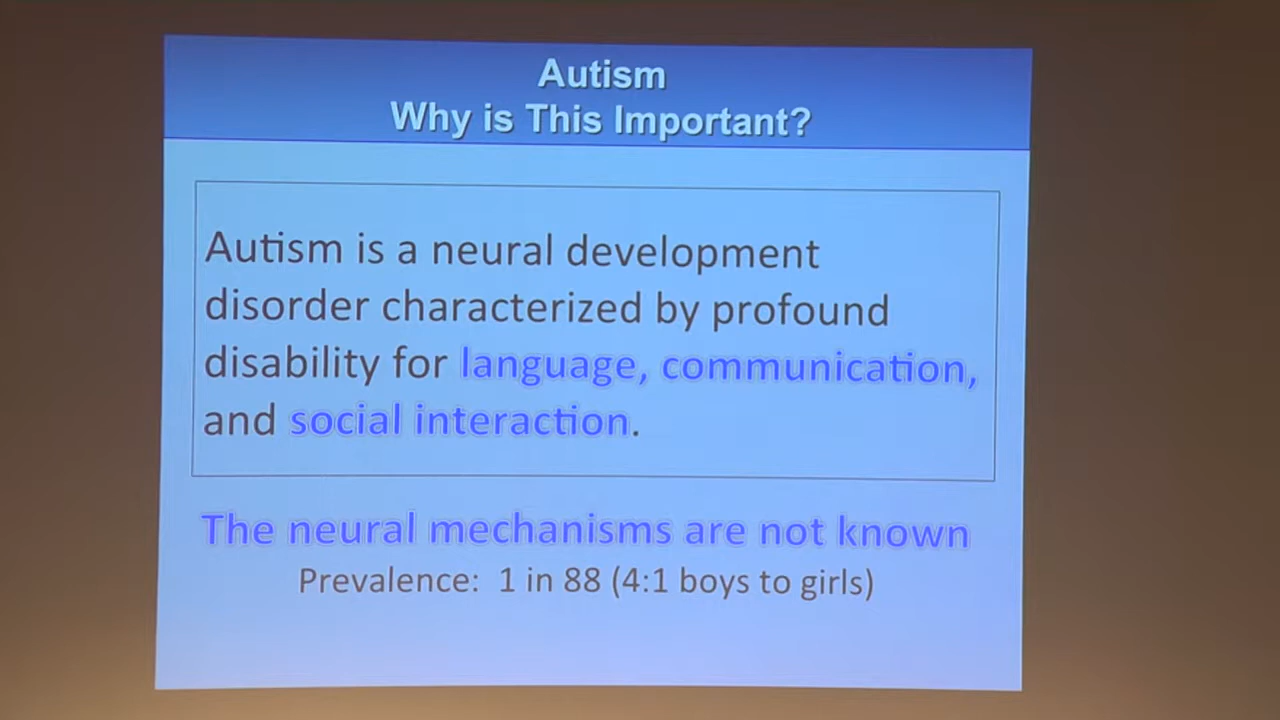 Autism
Why is This Important?
Autism is a neural development
disorder characterized by profound
disability for language, communication,
and social interaction.
The neural mechanisms are not known
Prevalence: 1 in 88 (4:1 boys to girls)